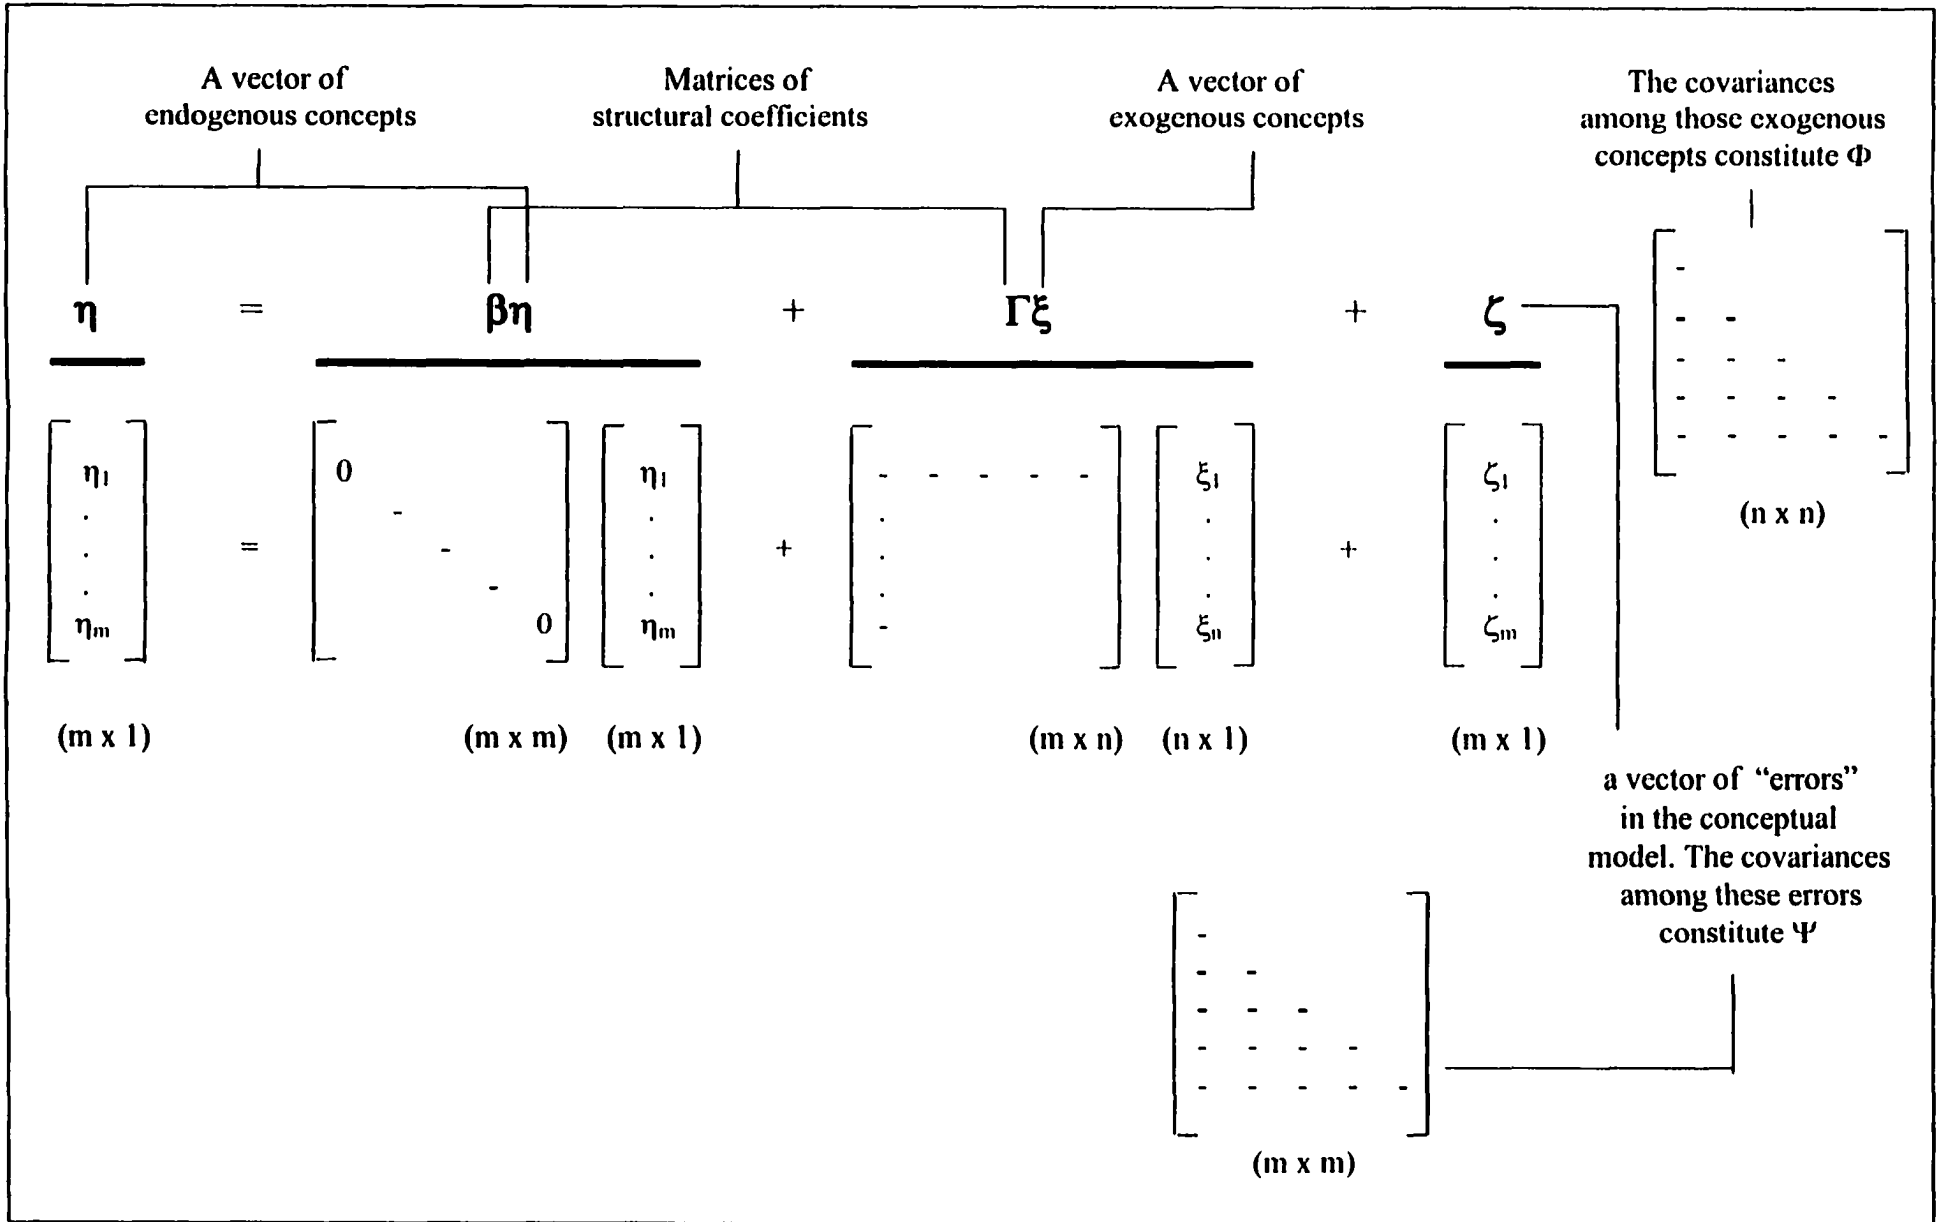 A vector of
endogenous concepts
Matrices of
structural coefficients
A vector of
exogenous concepts
The covariances
among those exogenous
concepts constitute Φ
η = βη + Γξ + ζ
η₁ 0 η₁ - - - - - ξ₁ ζ₁
. - . . . .
. = - . + . . + .
. - . . . .
ηₘ 0 ηₘ - ξₙ ζₘ
(m x 1) (m x m) (m x 1) (m x n) (n x 1) (m x 1)
-
- -
- - -
- - - -
- - - - -
(n x n)
a vector of “errors”
in the conceptual
model. The covariances
among these errors
constitute Ψ
-
- -
- - -
- - - -
- - - - -
(m x m)